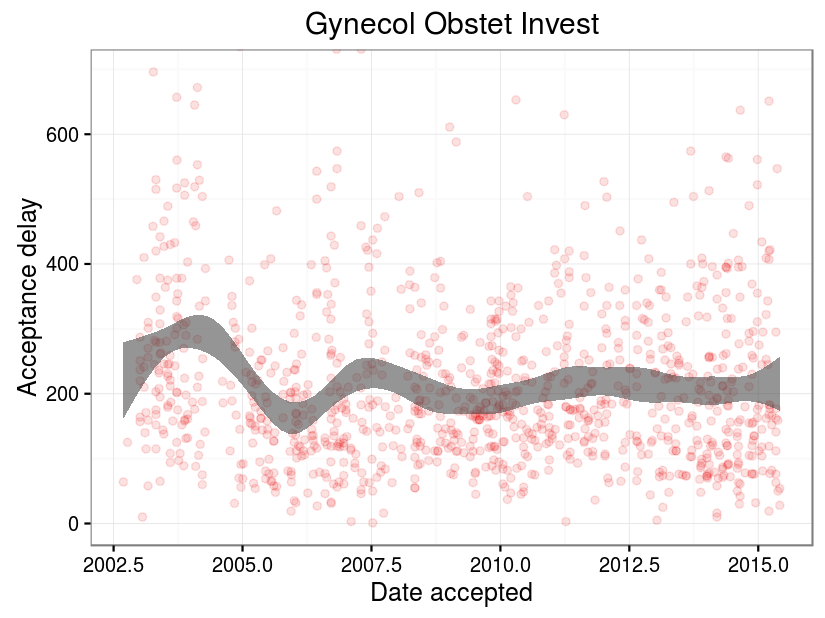 Gynecol Obstet Invest
Acceptance delay
600
400
200
0
2002.5 2005.0 2007.5 2010.0 2012.5 2015.0
Date accepted